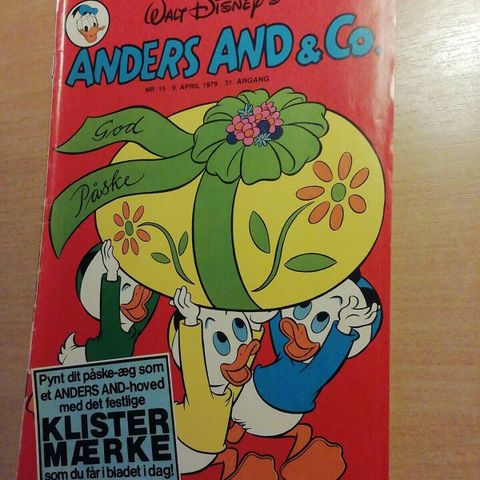 WALT DISNEY'S
ANDERS AND & Co.
NR 15 . 9. APRIL 1979 . 31. ÅRGANG
God
Påske
Pynt dit påske-æg som
et ANDERS AND-hoved
med det festlige
KLISTER
MÆRKE
som du får i bladet i dag!